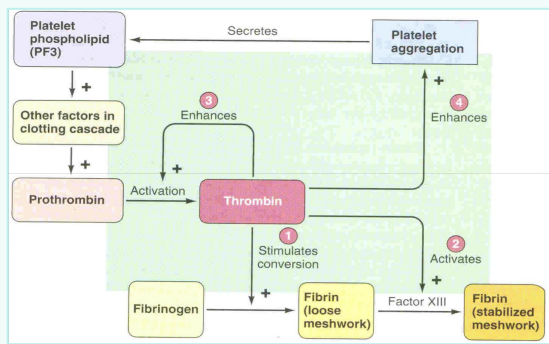 Platelet
phospholipid
(PF3)
Secretes
Platelet
aggregation
+
+
3
Enhances
4
Enhances
Other factors in
clotting cascade
+
+
Prothrombin
Activation
Thrombin
1
Stimulates
conversion
2
Activates
+
+
Fibrinogen
Fibrin
(loose
meshwork)
Factor XIII
Fibrin
(stabilized
meshwork)